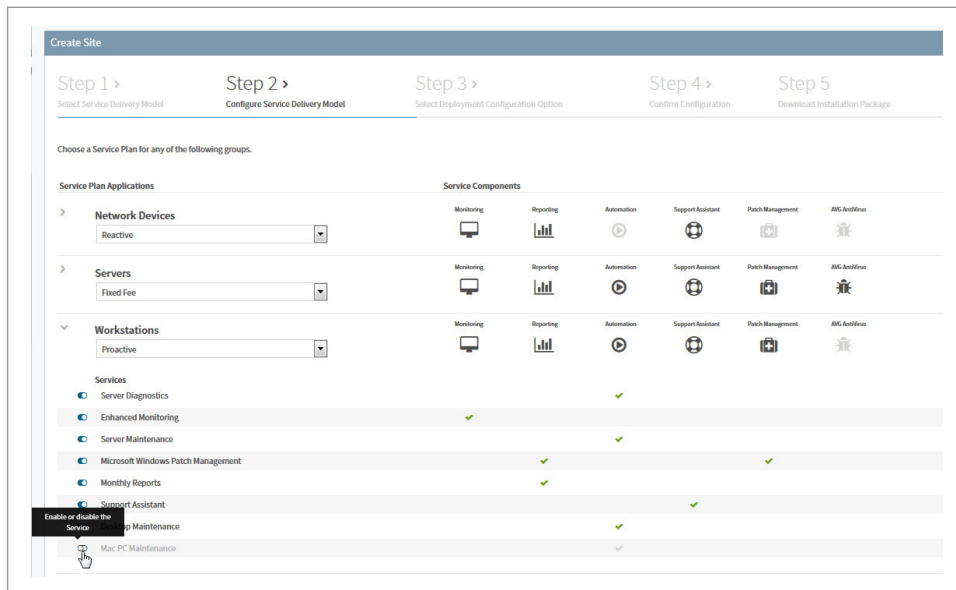 Create Site
Step 1 >
Select Service Delivery Model
Step 2 >
Configure Service Delivery Model
Step 3 >
Select Deployment Configuration Option
Step 4 >
Confirm Configuration
Step 5
Download Installation Package
Choose a Service Plan for any of the following groups.
Service Plan Applications
Service Components
Network Devices
Reactive
Monitoring Reporting Automation Support Assistant Patch Management AVG AntiVirus
Servers
Fixed Fee
Monitoring Reporting Automation Support Assistant Patch Management AVG AntiVirus
Workstations
Proactive
Monitoring Reporting Automation Support Assistant Patch Management AVG AntiVirus
Services
Server Diagnostics
Enhanced Monitoring
Server Maintenance
Microsoft Windows Patch Management
Monthly Reports
Support Assistant
Enable or disable the
Service
Maintenance
Mac PC Maintenance